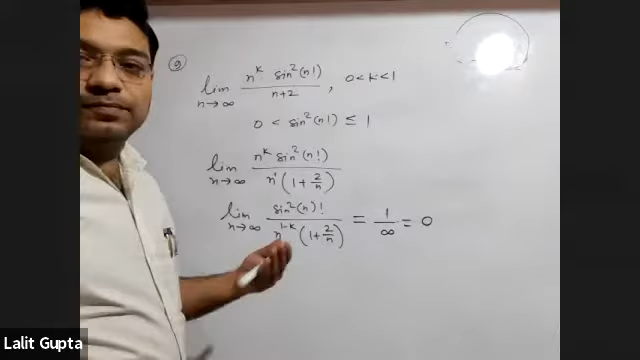 9
lim n→∞ n^k sin²(n!) / n+2 , 0<k<1
0 < sin²(n!) ≤ 1
lim n→∞ n^k sin²(n!) / n¹(1+2/n)
lim n→∞ sin²(n)! / n^1-k (1+2/n) = 1/∞ = 0
Lalit Gupta